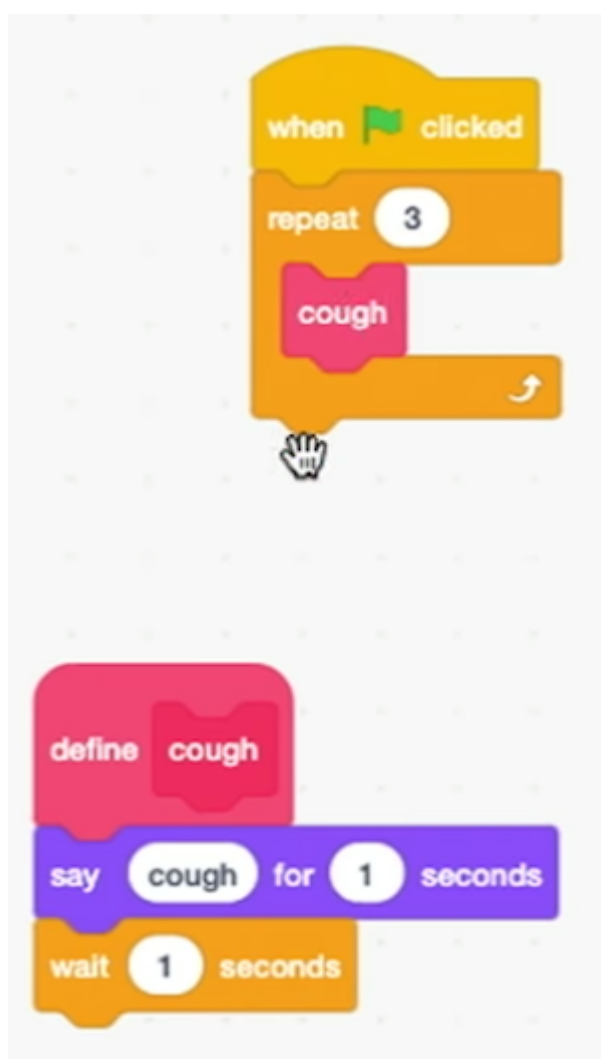 when clicked
repeat 3
cough
define cough
say cough for 1 seconds
wait 1 seconds